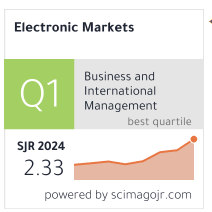 Electronic Markets
Q1
Business and
International
Management
best quartile
SJR 2024
2.33
powered by scimagojr.com